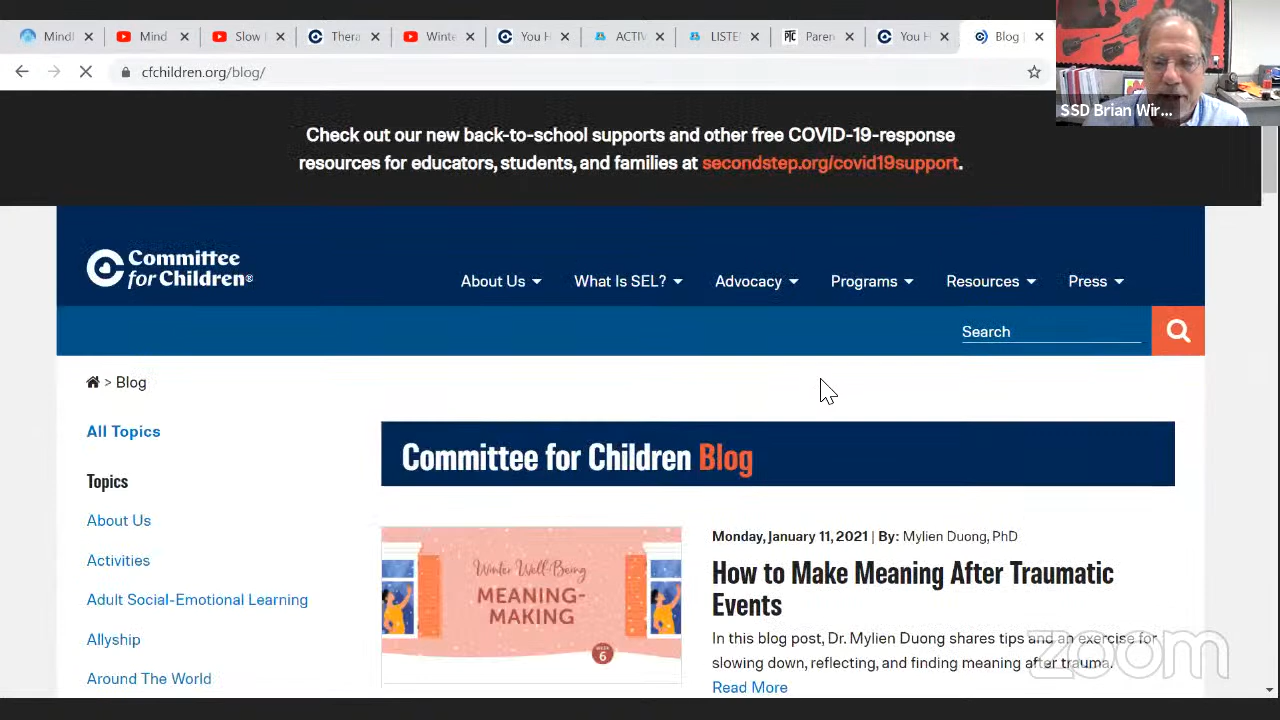 Mindf
Mind
Slow
There
Winte
You H
ACTIV
LISTE
PTC
Paren
You H
Blog |
cfchildren.org/blog/
SSD Brian Wir...
Check out our new back-to-school supports and other free COVID-19-response
resources for educators, students, and families at secondstep.org/covid19support.
Committee
for Children®
About Us
What Is SEL?
Advocacy
Programs
Resources
Press
Search
> Blog
All Topics
Committee for Children Blog
Topics
About Us
Activities
Adult Social-Emotional Learning
Allyship
Around The World
Winter Well-Being
MEANING-
MAKING
WEEK
6
Monday, January 11, 2021 | By: Mylien Duong, PhD
How to Make Meaning After Traumatic
Events
In this blog post, Dr. Mylien Duong shares tips and an exercise for
slowing down, reflecting, and finding meaning after trauma.
Read More
zoom